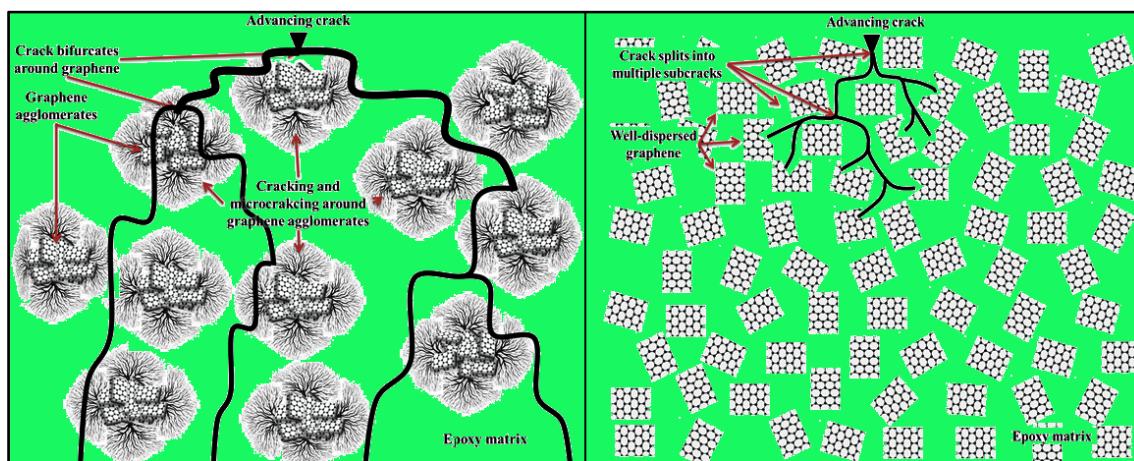 Advancing crack
Crack bifurcates
around graphene
Graphene
agglomerates
Cracking and
microcrakcing around
graphene agglomerates
Epoxy matrix
Advancing crack
Crack splits into
multiple subcracks
Well-dispersed
graphene
Epoxy matrix